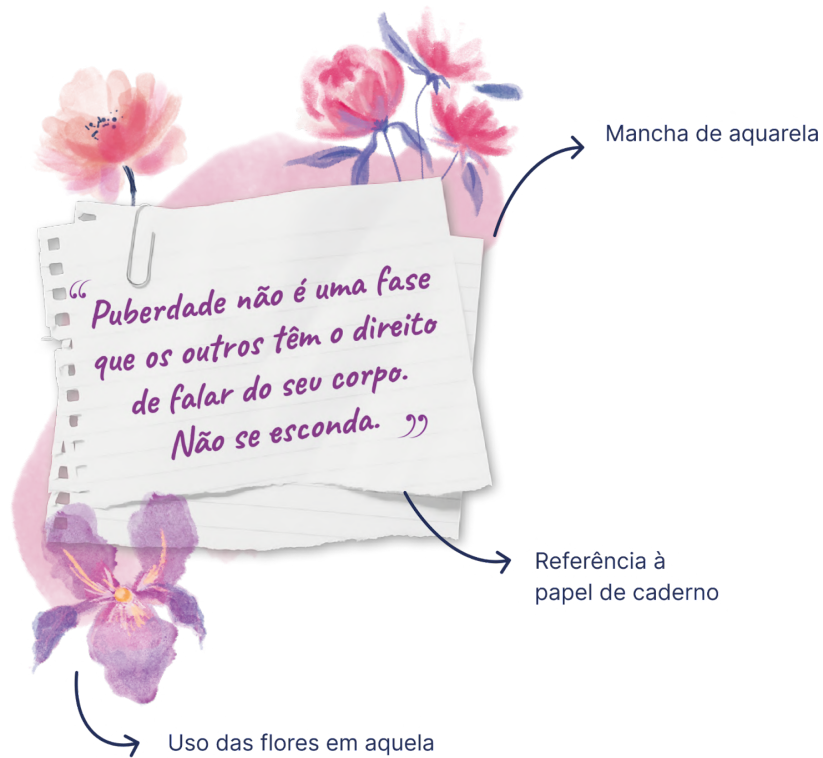 Mancha de aquarela
“Puberdade não é uma fase
que os outros têm o direito
de falar do seu corpo.
Não se esconda.”
Referência à
papel de caderno
Uso das flores em aquela